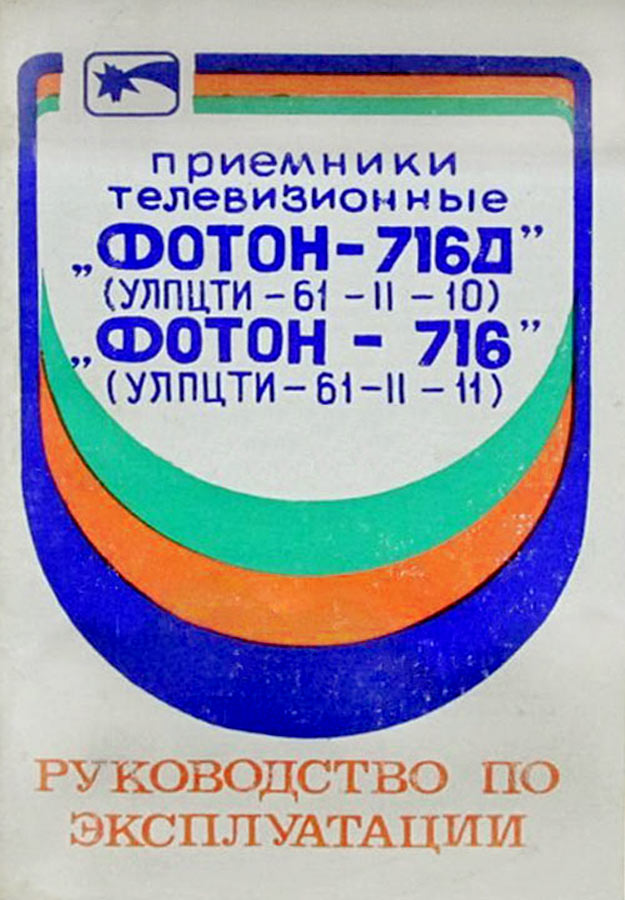 приемники
телевизионные
„ФОТОН-716Д”
(УЛПЦТИ-61-II-10)
„ФОТОН - 716”
(УЛПЦТИ-61-II-11)
РУКОВОДСТВО ПО
ЭКСПЛУАТАЦИИ